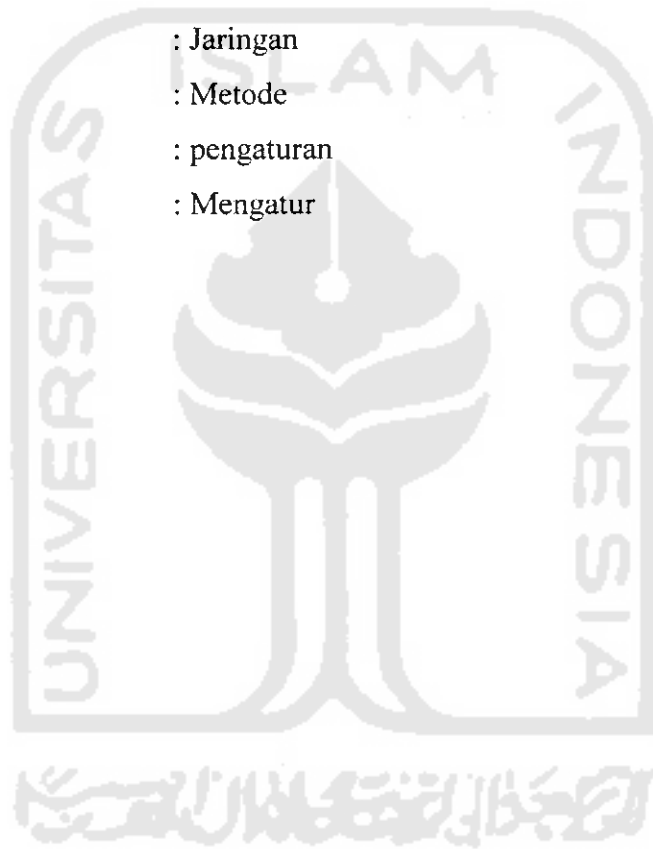 : Jaringan
ISLAM
: Metode
: pengaturan
: Mengatur
UNIVERSITAS
INDONESIA